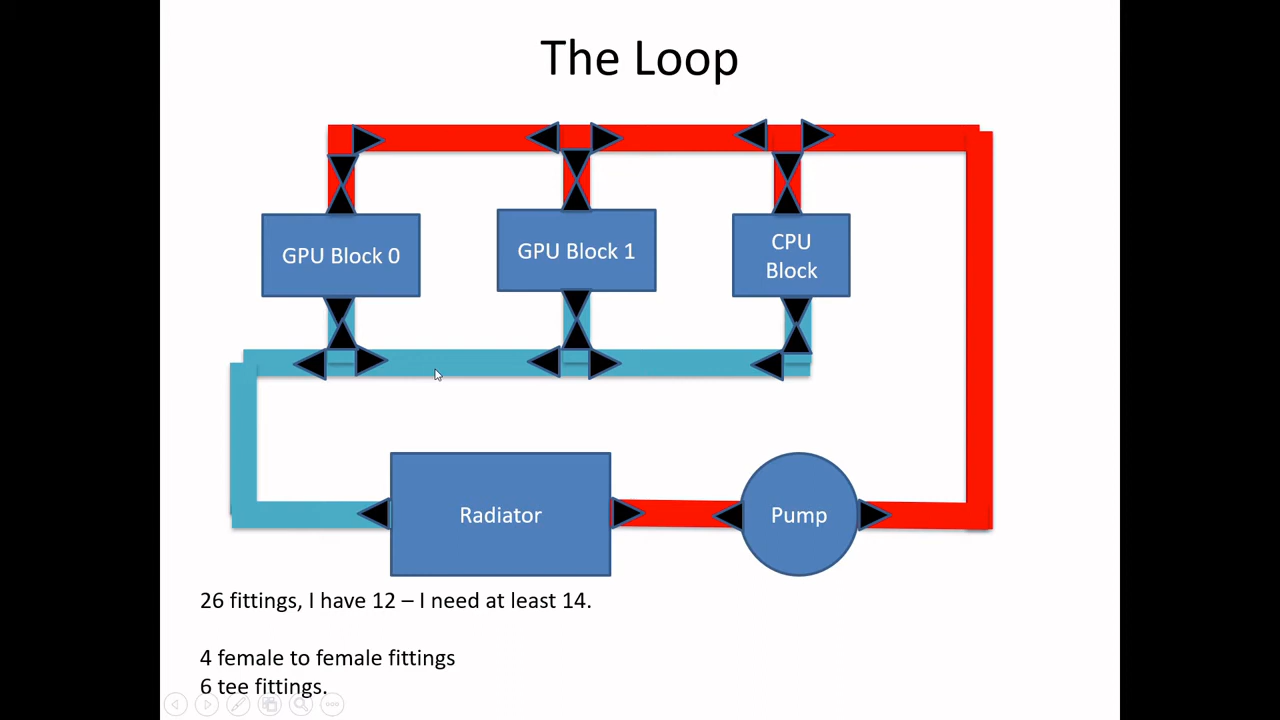 The Loop
GPU Block 0
GPU Block 1
CPU
Block
Radiator
Pump
26 fittings, I have 12 – I need at least 14.
4 female to female fittings
6 tee fittings.